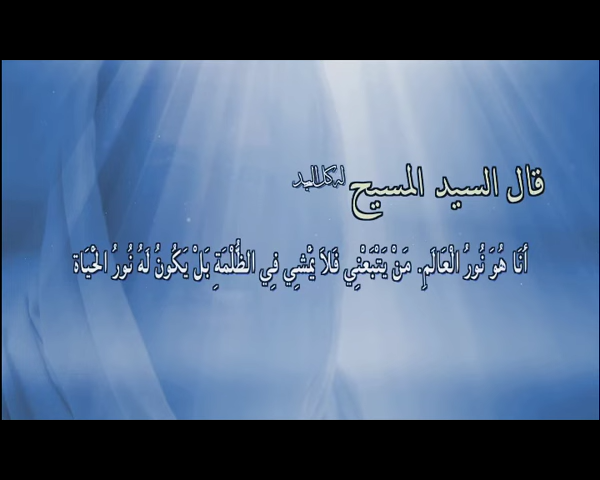 قال السيد المسيح له كل المجد
أَنَا هُوَ نُورُ الْعَالَمِ. مَنْ يَتْبَعْنِي فَلاَ يَمْشِي فِي الظُّلْمَةِ بَلْ يَكُونُ لَهُ نُورُ الْحَيَاة